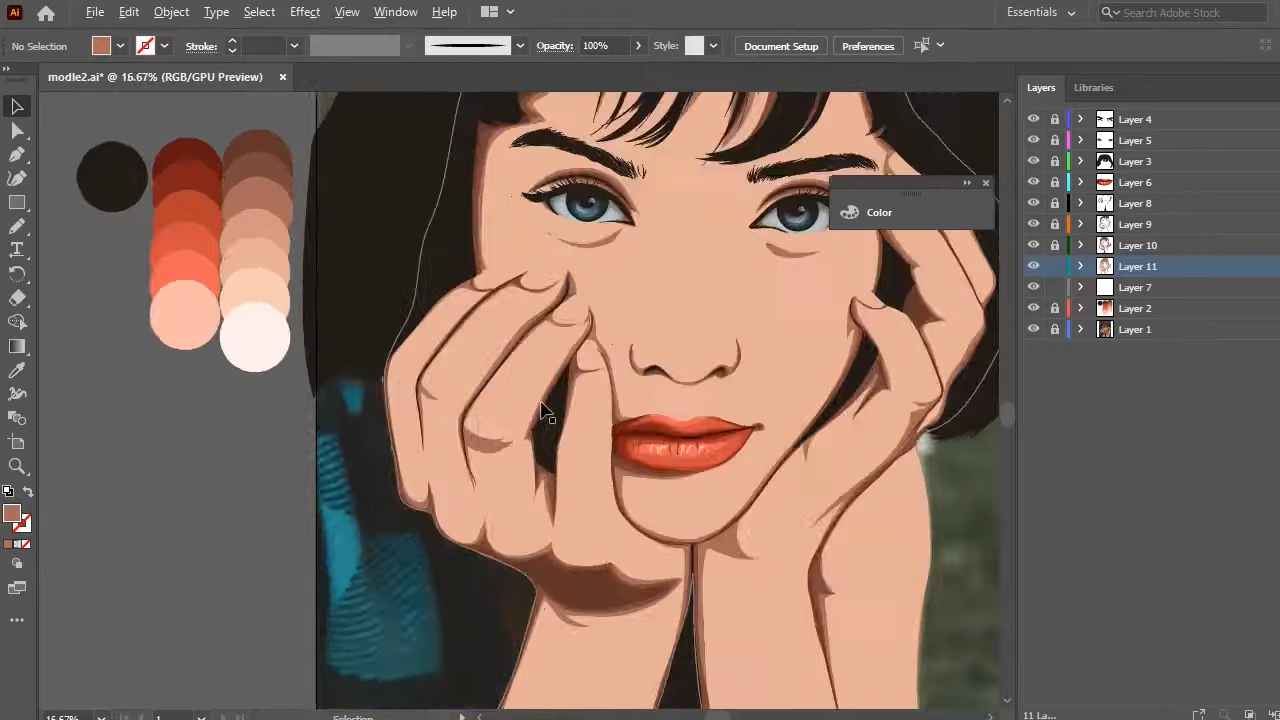 Ai File Edit Object Type Select Effect View Window Help Essentials Search Adobe Stock
No Selection Stroke: Opacity: 100% Style: Document Setup Preferences
modle2.ai* @ 16.67% (RGB/GPU Preview)
Layers Libraries
Layer 4
Layer 5
Layer 3
Layer 6
Layer 8
Color
Layer 9
Layer 10
Layer 11
Layer 7
Layer 2
Layer 1
16.67% 1 Selection
11 La...